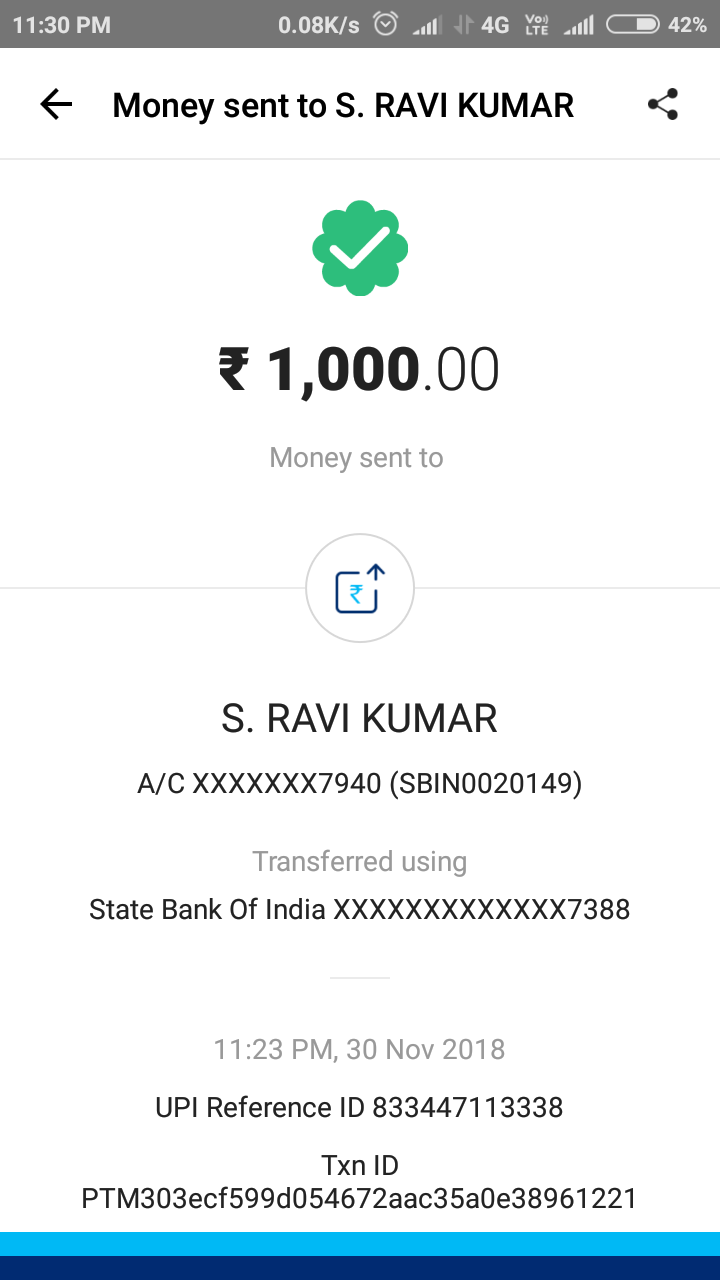 11:30 PM 0.08K/s 4G Vo)) LTE 42%
Money sent to S. RAVI KUMAR
₹ 1,000.00
Money sent to
₹
S. RAVI KUMAR
A/C XXXXXXX7940 (SBIN0020149)
Transferred using
State Bank Of India XXXXXXXXXXXXX7388
11:23 PM, 30 Nov 2018
UPI Reference ID 833447113338
Txn ID
PTM303ecf599d054672aac35a0e38961221